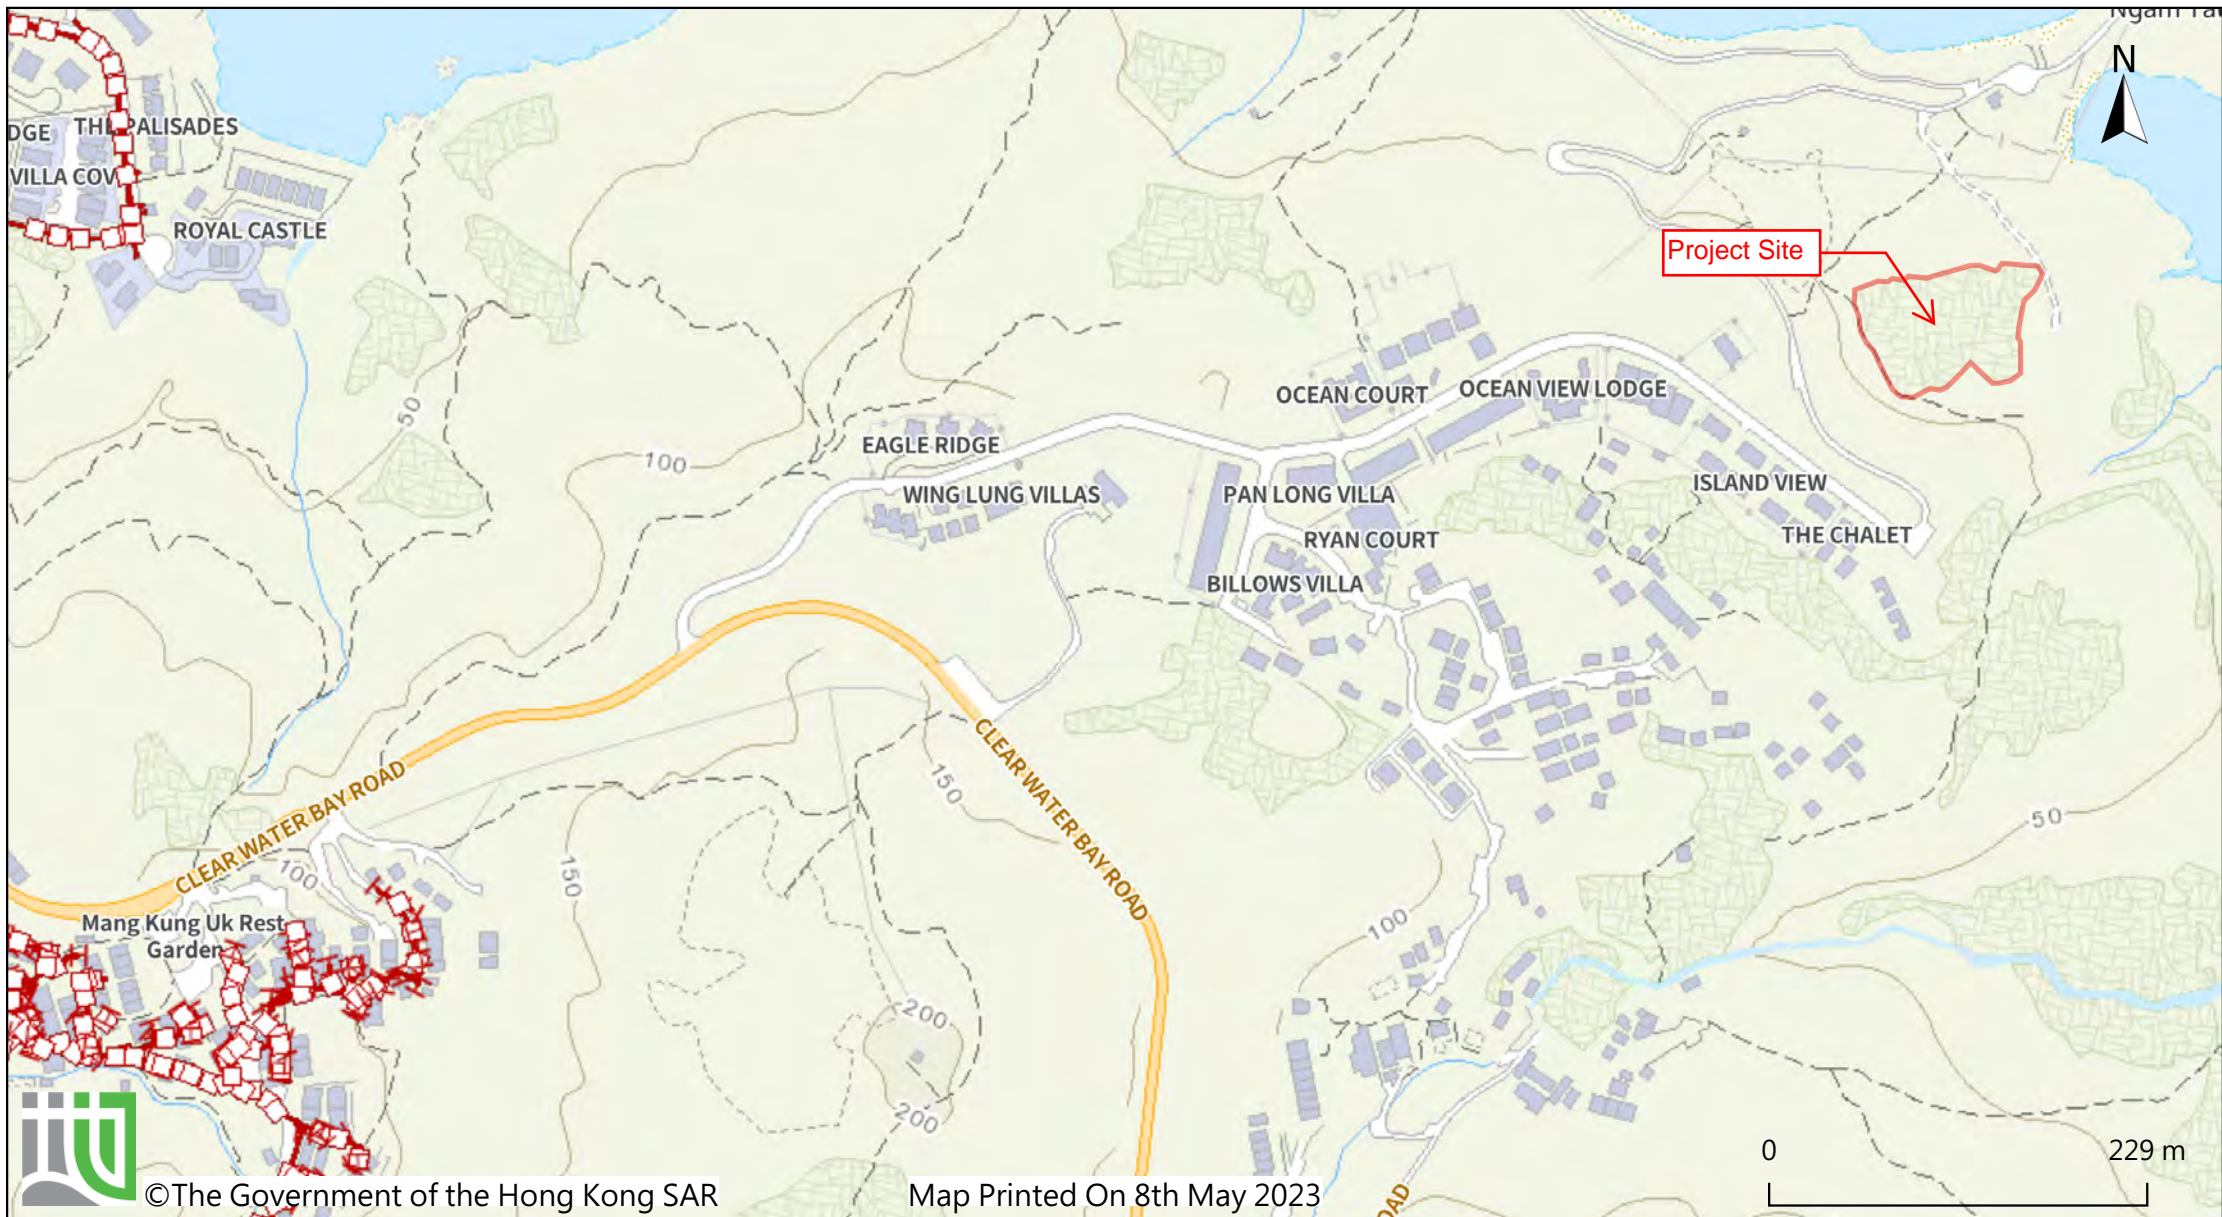 N
THE PALISADES
DGE
VILLA COV
ROYAL CASTLE
Project Site
50
100
EAGLE RIDGE
OCEAN COURT
OCEAN VIEW LODGE
WING LUNG VILLAS
PAN LONG VILLA
ISLAND VIEW
RYAN COURT
THE CHALET
BILLOWS VILLA
CLEAR WATER BAY ROAD
CLEAR WATER BAY ROAD
150
150
100
50
100
Mang Kung Uk Rest
Garden
200
200
OAD
0
229 m
©The Government of the Hong Kong SAR
Map Printed On 8th May 2023